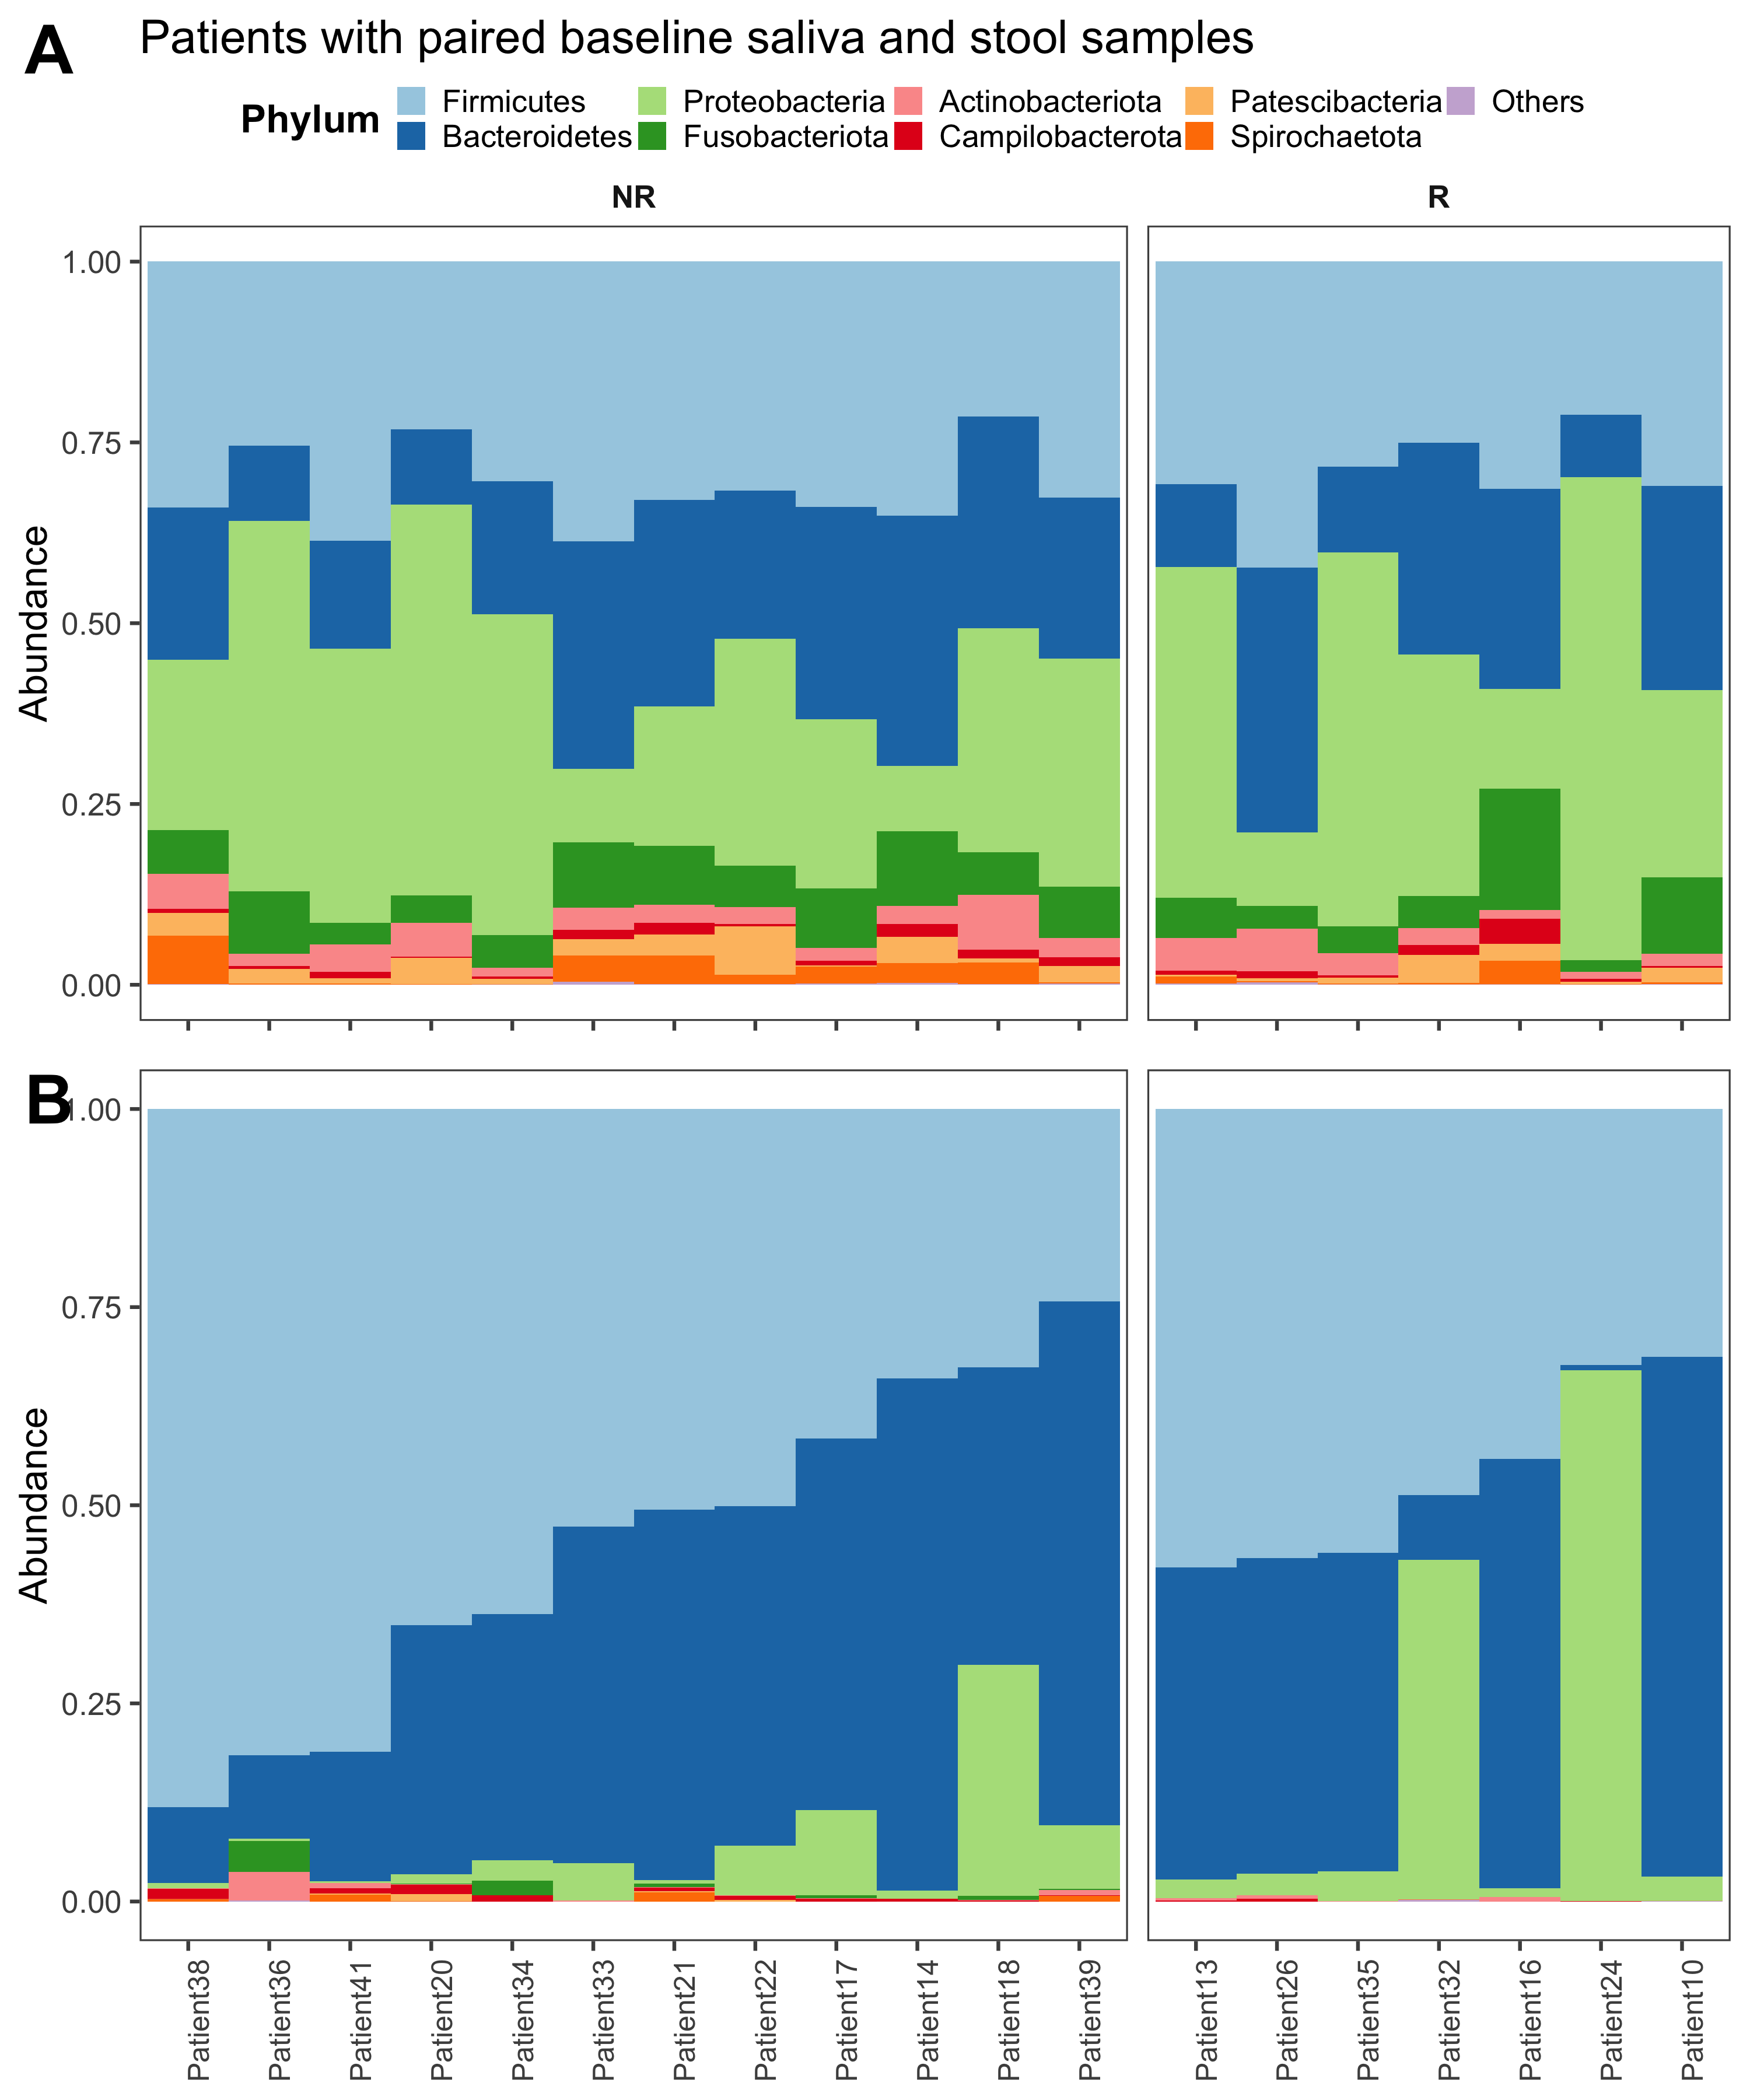 A
Patients with paired baseline saliva and stool samples
Phylum
Firmicutes
Proteobacteria
Actinobacteriota
Patescibacteria
Others
Bacteroidetes
Fusobacteriota
Campilobacterota
Spirochaetota
NR
R
Abundance
1.00
0.75
0.50
0.25
0.00
B
Abundance
1.00
0.75
0.50
0.25
0.00
Patient38
Patient36
Patient41
Patient20
Patient34
Patient33
Patient21
Patient22
Patient17
Patient14
Patient18
Patient39
Patient13
Patient26
Patient35
Patient32
Patient16
Patient24
Patient10